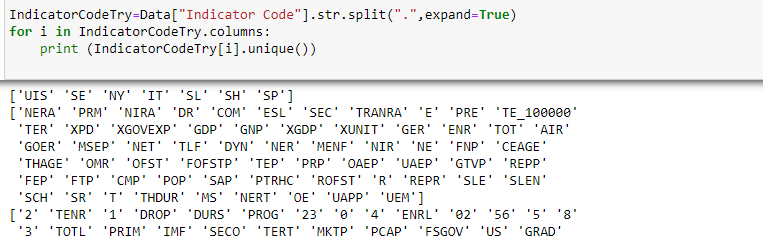 IndicatorCodeTry=Data["Indicator Code"].str.split(".",expand=True)
for i in IndicatorCodeTry.columns:
    print (IndicatorCodeTry[i].unique())
['UIS' 'SE' 'NY' 'IT' 'SL' 'SH' 'SP']
['NERA' 'PRM' 'NIRA' 'DR' 'COM' 'ESL' 'SEC' 'TRANRA' 'E' 'PRE' 'TE_100000'
 'TER' 'XPD' 'XGOVEXP' 'GDP' 'GNP' 'XGDP' 'XUNIT' 'GER' 'ENR' 'TOT' 'AIR'
 'GOER' 'MSEP' 'NET' 'TLF' 'DYN' 'NER' 'MENF' 'NIR' 'NE' 'FNP' 'CEAGE'
 'THAGE' 'OMR' 'OFST' 'FOFSTP' 'TEP' 'PRP' 'OAEP' 'UAEP' 'GTVP' 'REPP'
 'FEP' 'FTP' 'CMP' 'POP' 'SAP' 'PTRHC' 'ROFST' 'R' 'REPR' 'SLE' 'SLEN'
 'SCH' 'SR' 'T' 'THDUR' 'MS' 'NERT' 'OE' 'UAPP' 'UEM']
['2' 'TENR' '1' 'DROP' 'DURS' 'PROG' '23' '0' '4' 'ENRL' '02' '56' '5' '8'
 '3' 'TOTL' 'PRIM' 'IMF' 'SECO' 'TERT' 'MKTP' 'PCAP' 'FSGOV' 'US' 'GRAD'